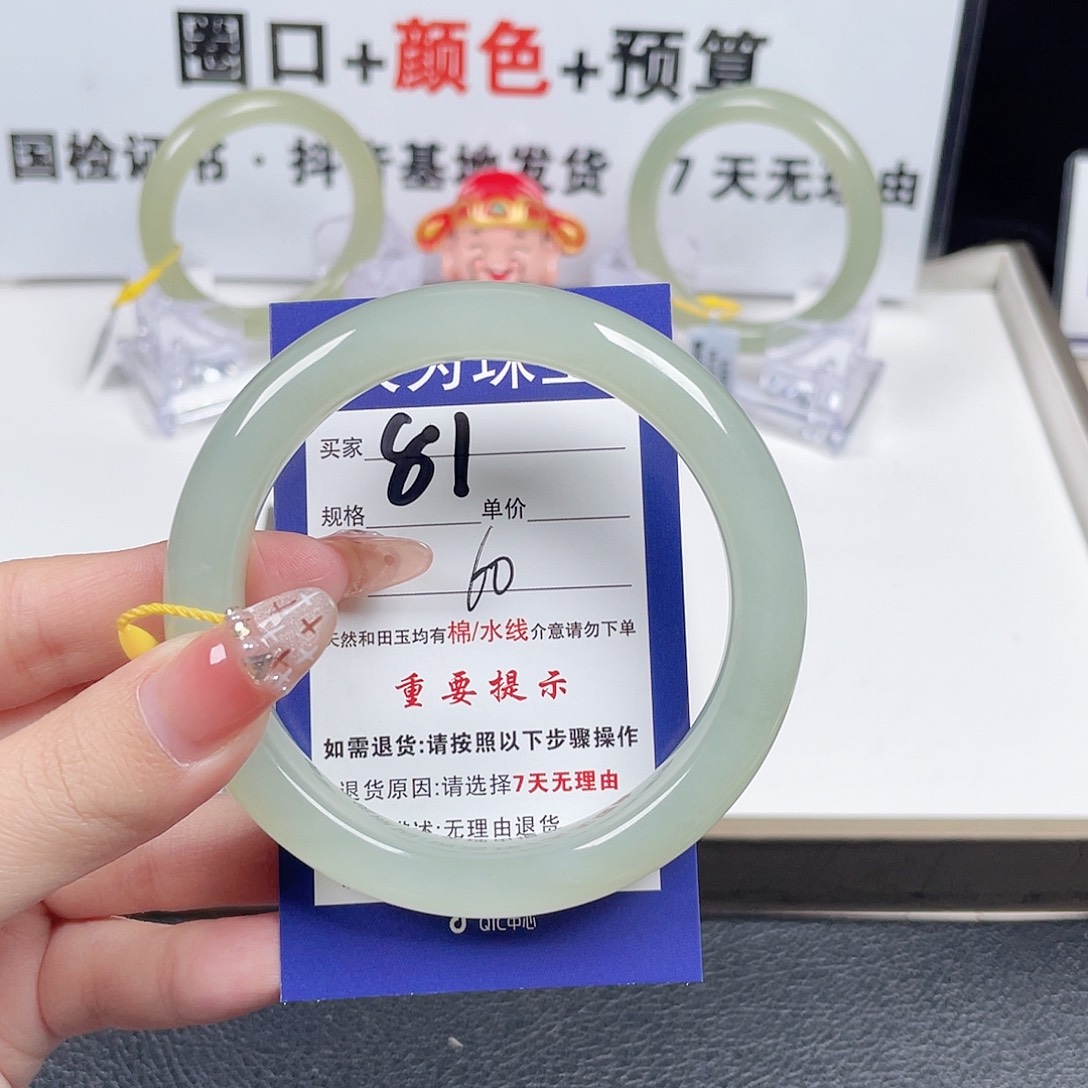 圈口+颜色+预算
国检证书·抖音基地发货 7天无理由
买家 81
规格 单价
60
天然和田玉均有棉/水线介意请勿下单
重要提示
如需退货:请按照以下步骤操作
退货原因:请选择7天无理由
:无理由退货
QIC中心